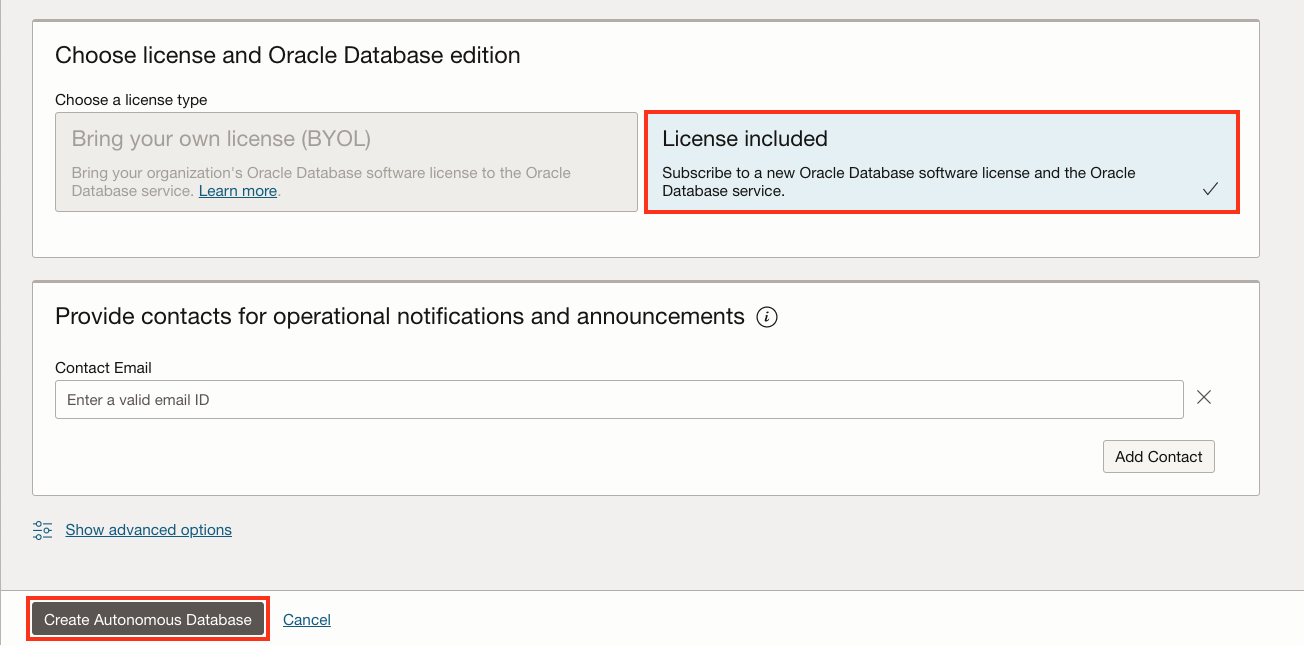 Choose license and Oracle Database edition
Choose a license type
Bring your own license (BYOL)
Bring your organization's Oracle Database software license to the Oracle
Database service. Learn more.
License included
Subscribe to a new Oracle Database software license and the Oracle
Database service.
Provide contacts for operational notifications and announcements
Contact Email
Enter a valid email ID
Add Contact
Show advanced options
Create Autonomous Database
Cancel